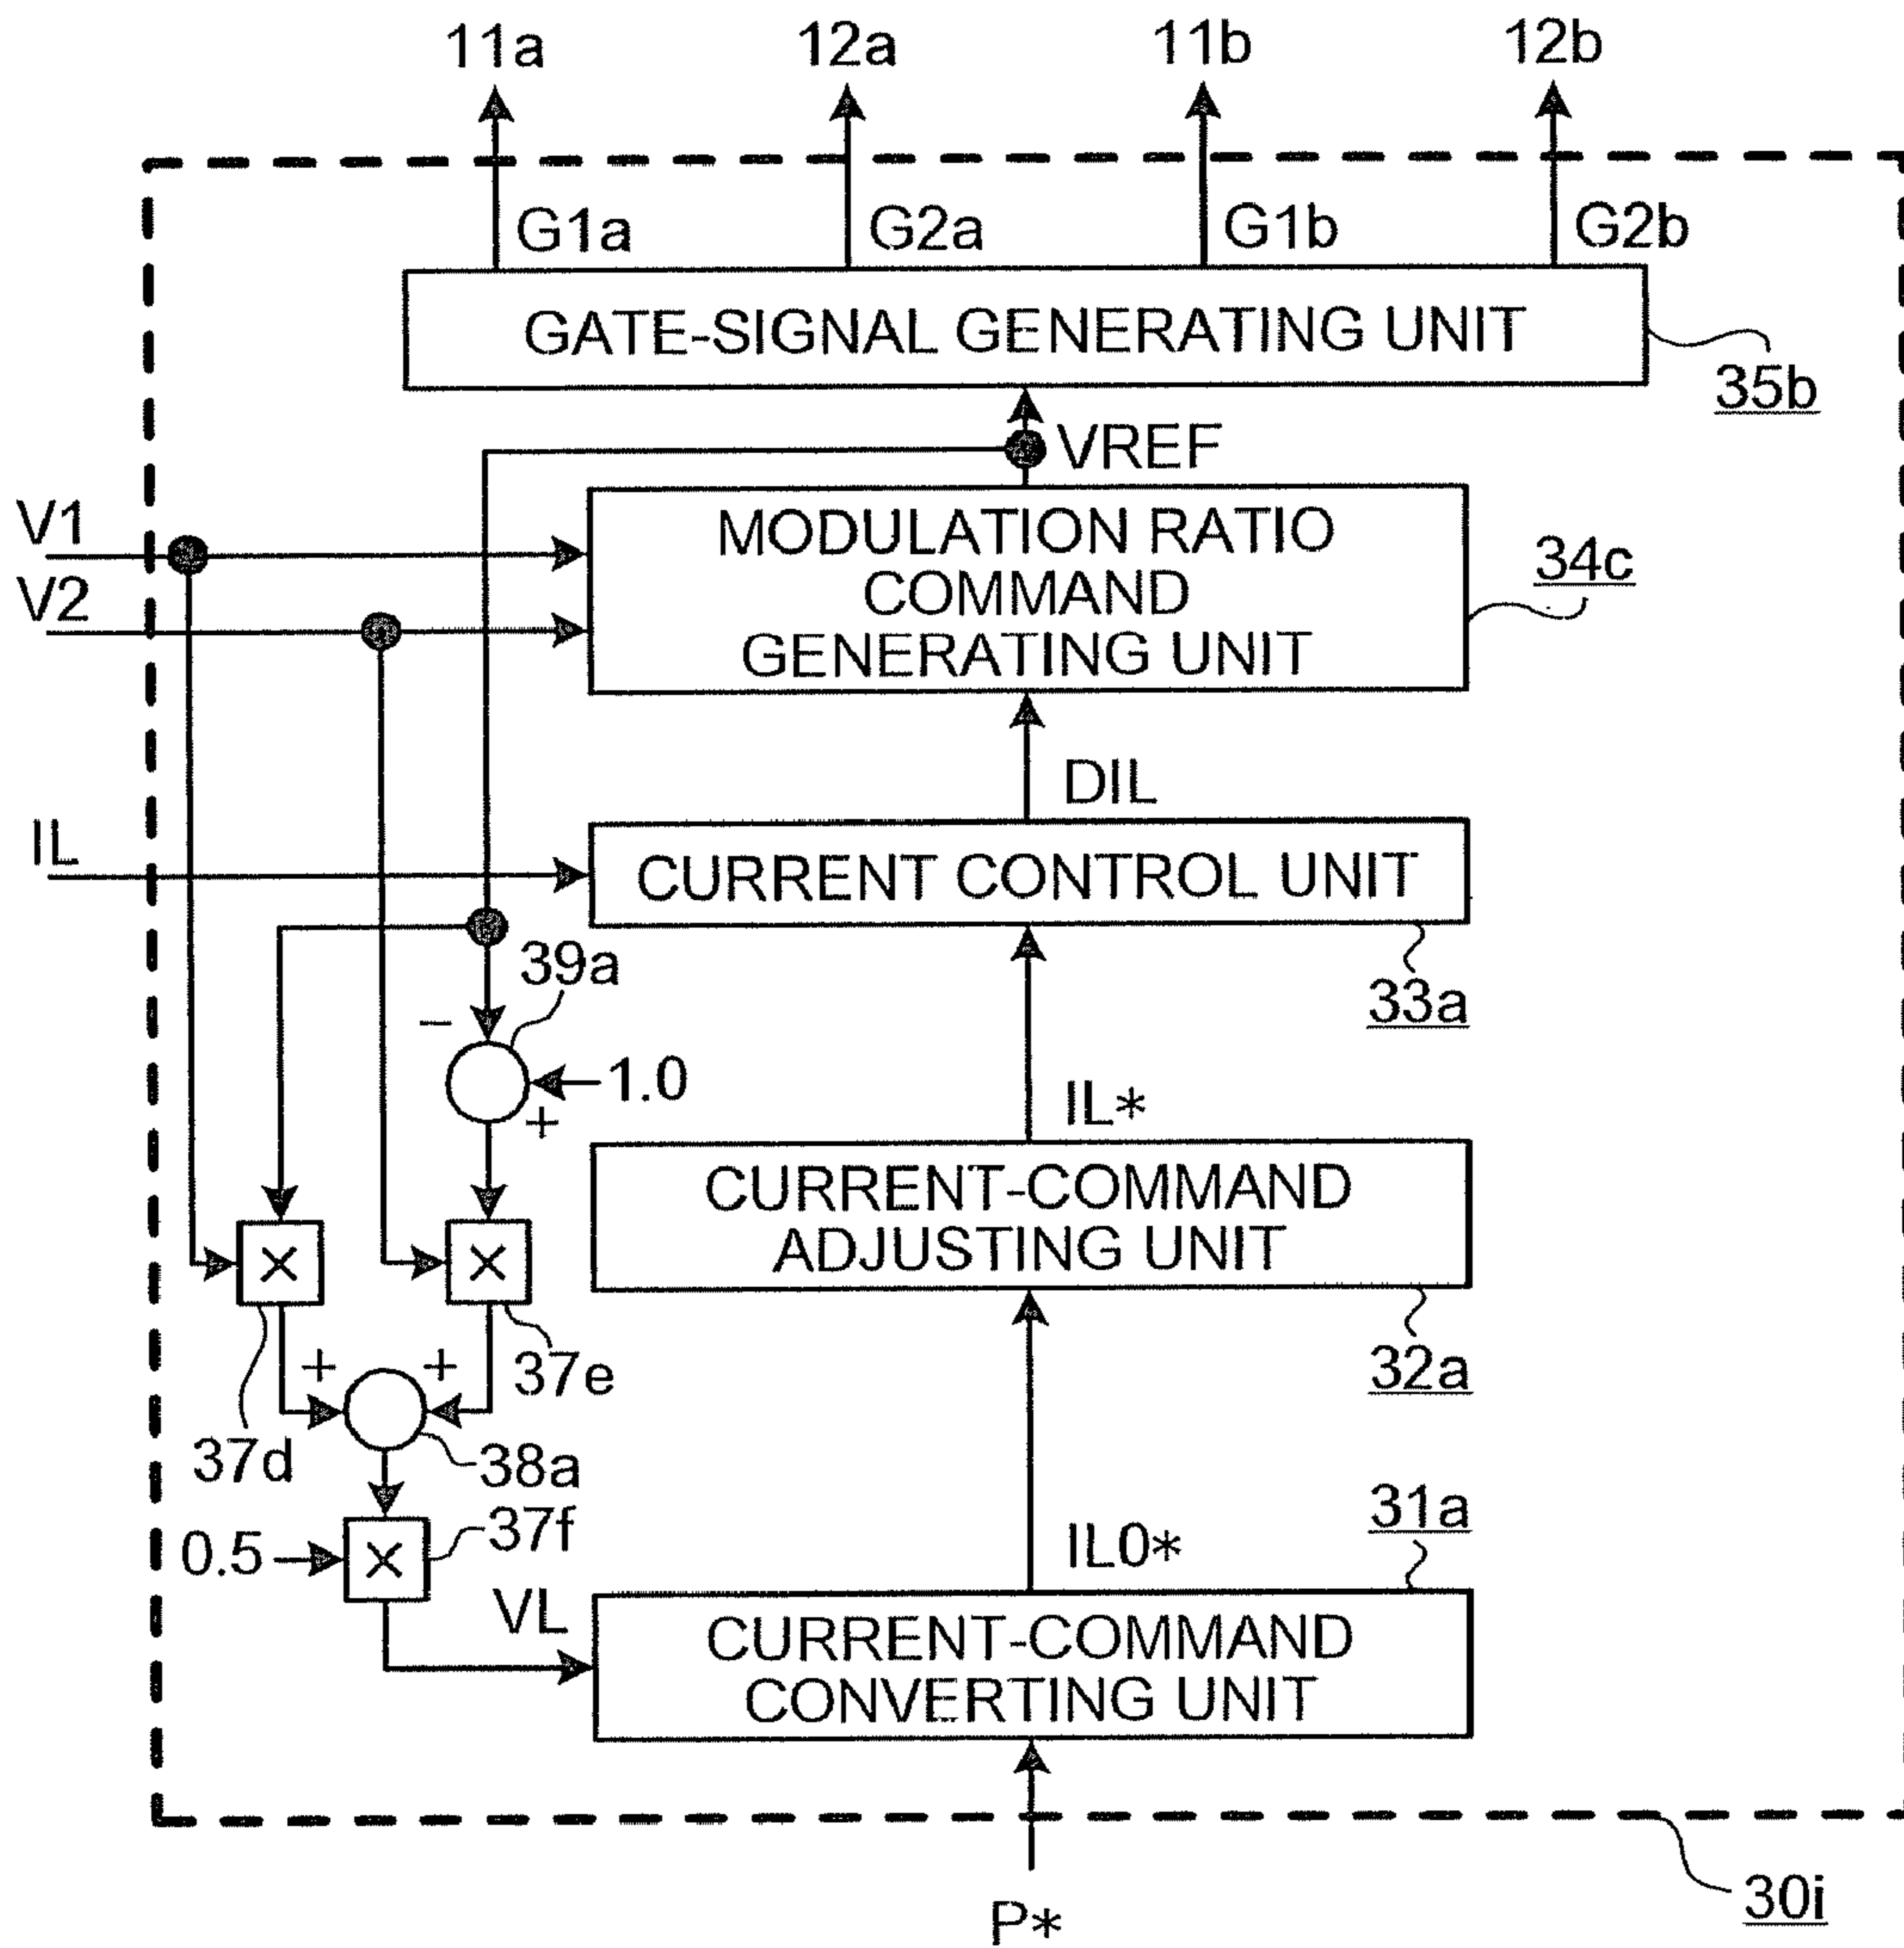 11a 12a 11b 12b
G1a G2a G1b G2b
GATE-SIGNAL GENERATING UNIT
35b
VREF
V1
V2
MODULATION RATIO
COMMAND
GENERATING UNIT
34c
DIL
IL
CURRENT CONTROL UNIT
33a
39a
−
1.0
+
IL*
CURRENT-COMMAND
ADJUSTING UNIT
32a
×
×
37e
+ +
37d
38a
37f
0.5
×
31a
IL0*
VL
CURRENT-COMMAND
CONVERTING UNIT
P*
30i